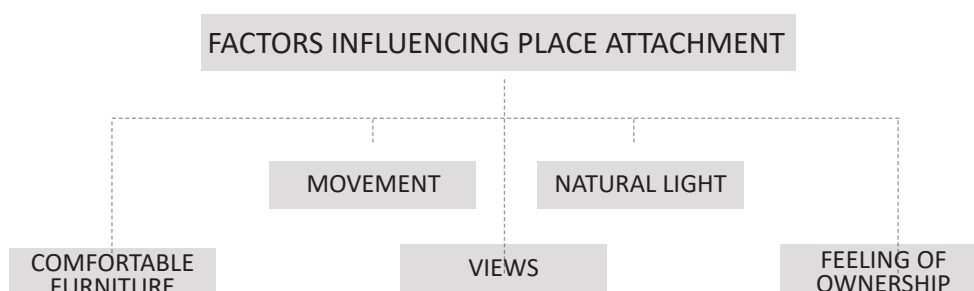 FACTORS INFLUENCING PLACE ATTACHMENT
MOVEMENT
NATURAL LIGHT
COMFORTABLE
FURNITURE
VIEWS
FEELING OF
OWNERSHIP